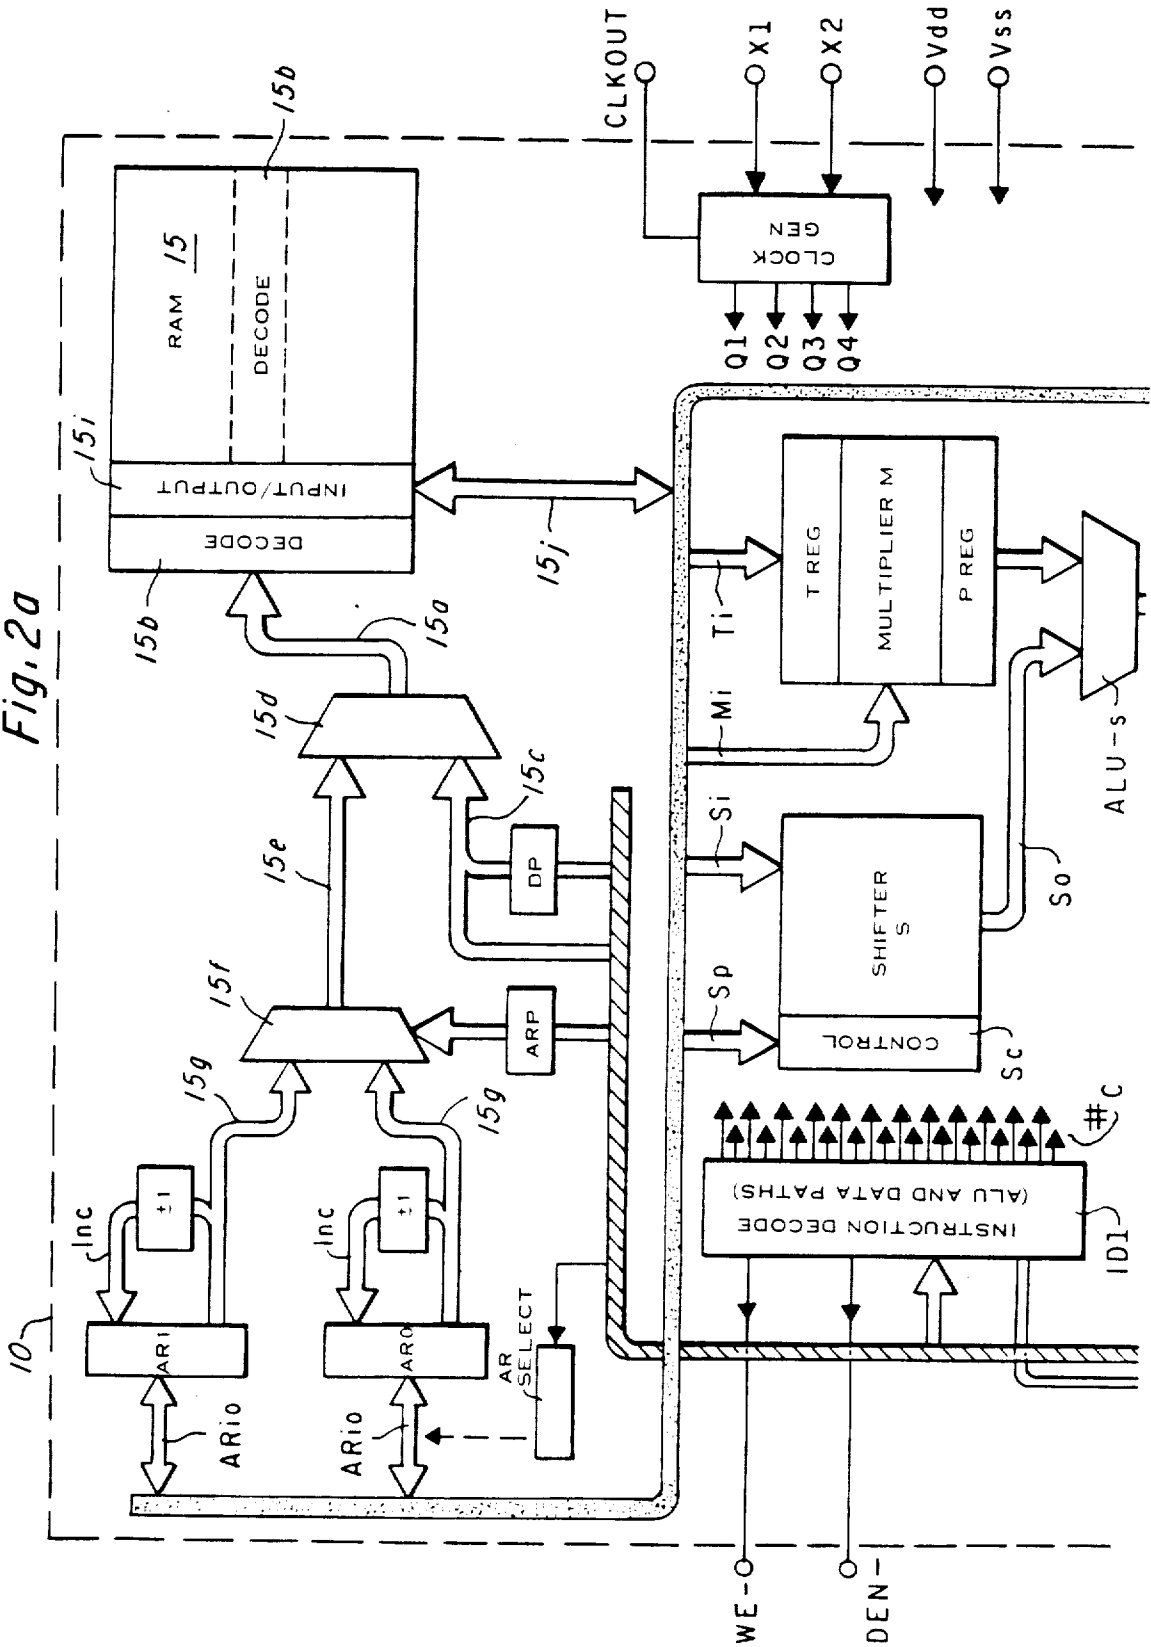 Fig. 2a
10
AR1
ARio
Inc
±1
15g
AR0
ARio
Inc
±1
15g
AR
SELECT
15f
ARP
15e
15c
DP
15d
15a
15b
DECODE
INPUT/OUTPUT
15i
RAM 15
DECODE
15b
15j
WE-
DEN-
INSTRUCTION DECODE
(ALU AND DATA PATHS)
ID1
#C
Sp
Si
CONTROL
SHIFTER
S
Sc
So
Mi
Ti
T REG
MULTIPLIER M
P REG
ALU-s
CLOCK
GEN
Q1
Q2
Q3
Q4
CLKOUT
X1
X2
Vdd
Vss